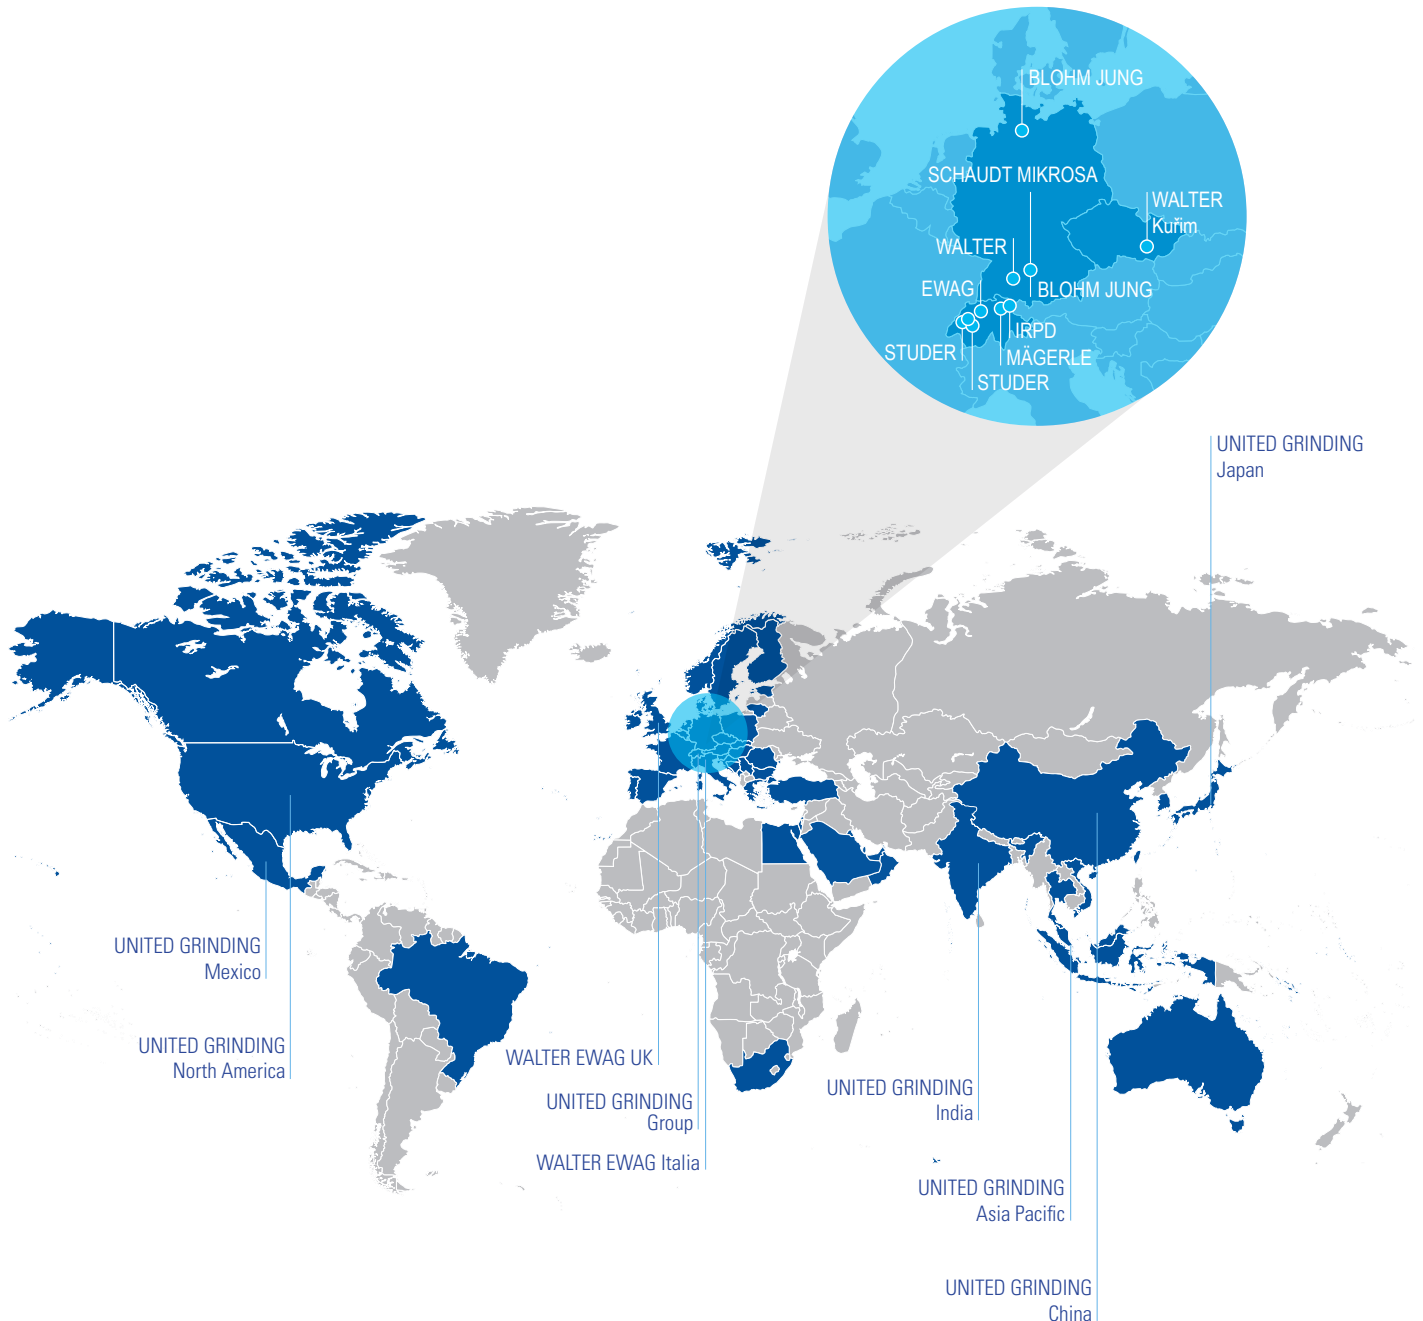 BLOHM JUNG
SCHAUDT MIKROSA
WALTER
Kuřim
WALTER
EWAG
BLOHM JUNG
IRPD
STUDER
MÄGERLE
STUDER
UNITED GRINDING
Japan
UNITED GRINDING
Mexico
UNITED GRINDING
North America
WALTER EWAG UK
UNITED GRINDING
Group
WALTER EWAG Italia
UNITED GRINDING
India
UNITED GRINDING
Asia Pacific
UNITED GRINDING
China